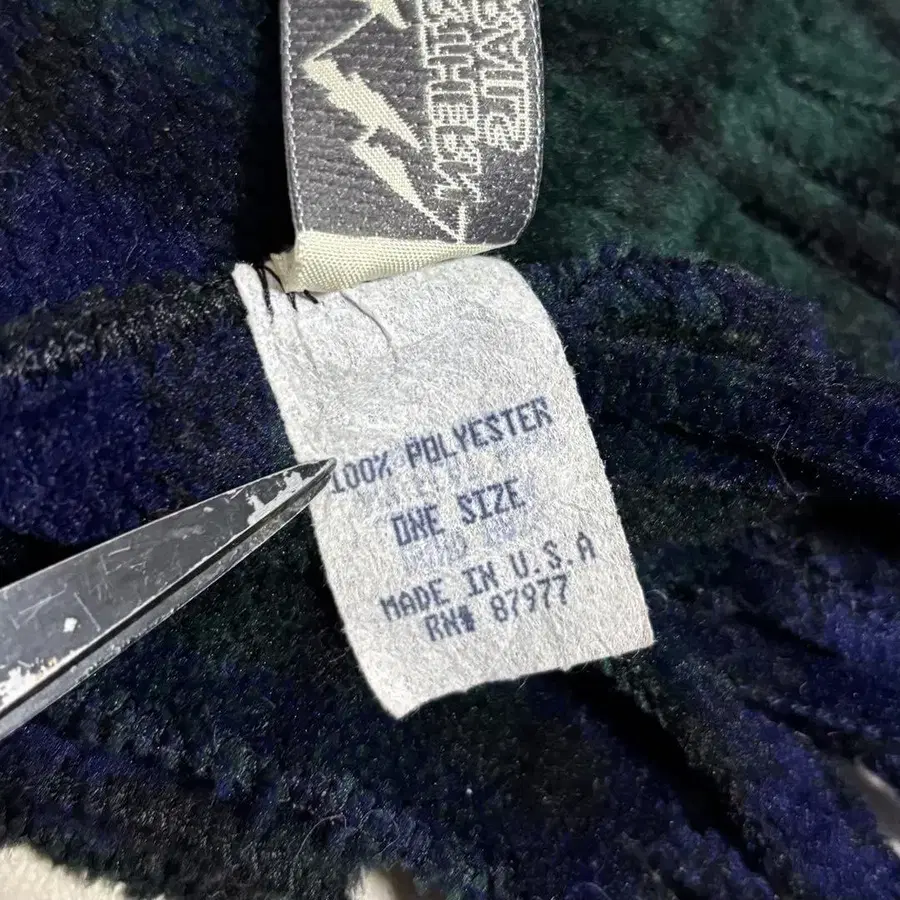 100% POLYESTER
ONE SIZE
MADE IN U.S.A
RN# 87977